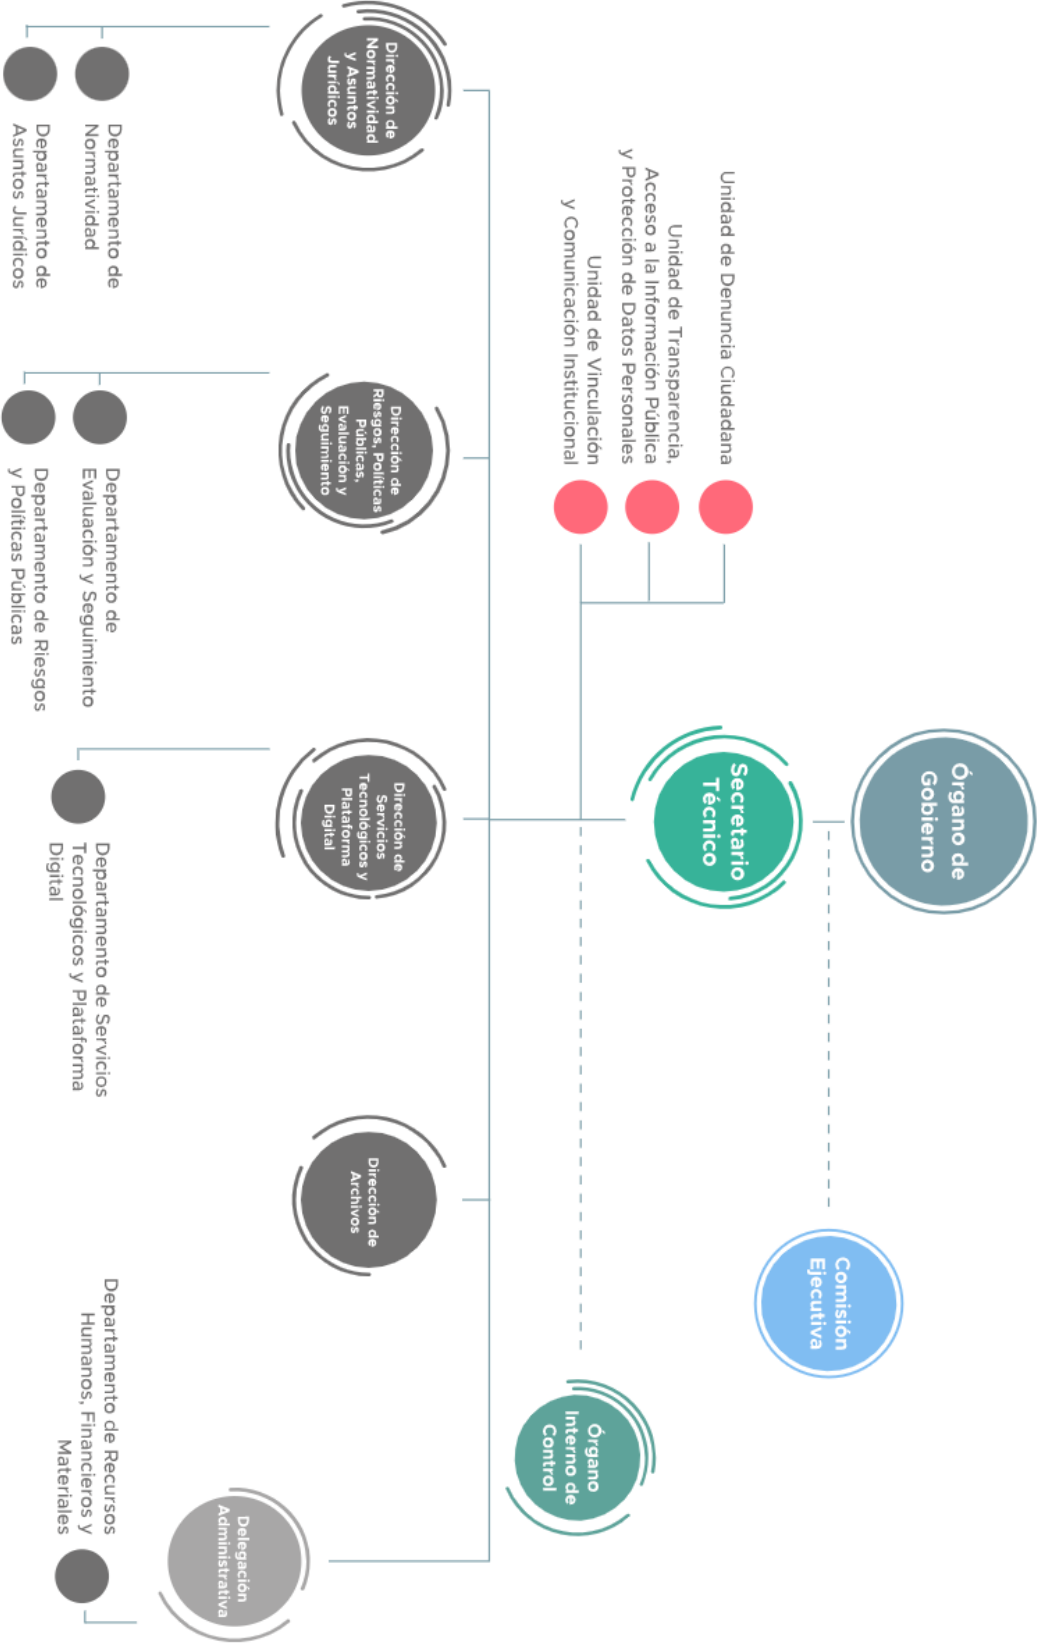 Órgano de
Gobierno
Comisión
Ejecutiva
Secretario
Técnico
Unidad de Denuncia Ciudadana
Unidad de Transparencia,
Acceso a la Información Pública
y Protección de Datos Personales
Unidad de Vinculación
y Comunicación Institucional
Órgano
Interno de
Control
Dirección de
Normatividad
y Asuntos
Jurídicos
Dirección de
Riesgos, Políticas
Públicas,
Evaluación y
Seguimiento
Dirección de
Servicios
Tecnológicos y
Plataforma
Digital
Dirección de
Archivos
Delegación
Administrativa
Departamento de
Normatividad
Departamento de
Asuntos Jurídicos
Departamento de
Evaluación y Seguimiento
Departamento de Riesgos
y Políticas Públicas
Departamento de Servicios
Tecnológicos y Plataforma
Digital
Departamento de Recursos
Humanos, Financieros y
Materiales